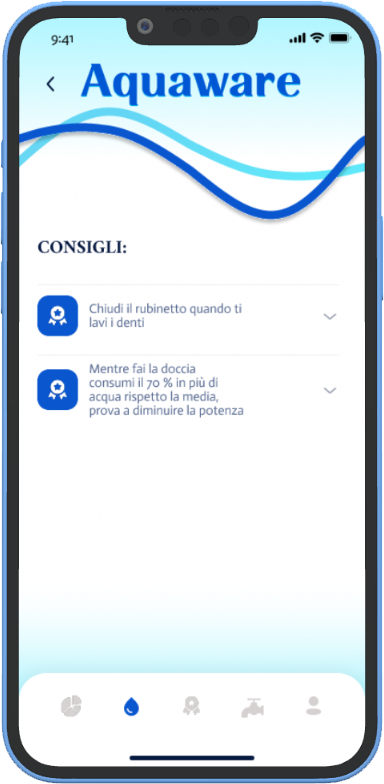 9:41
Aquaware
CONSIGLI:
Chiudi il rubinetto quando ti
lavi i denti
Mentre fai la doccia
consumi il 70 % in più di
acqua rispetto la media,
prova a diminuire la potenza